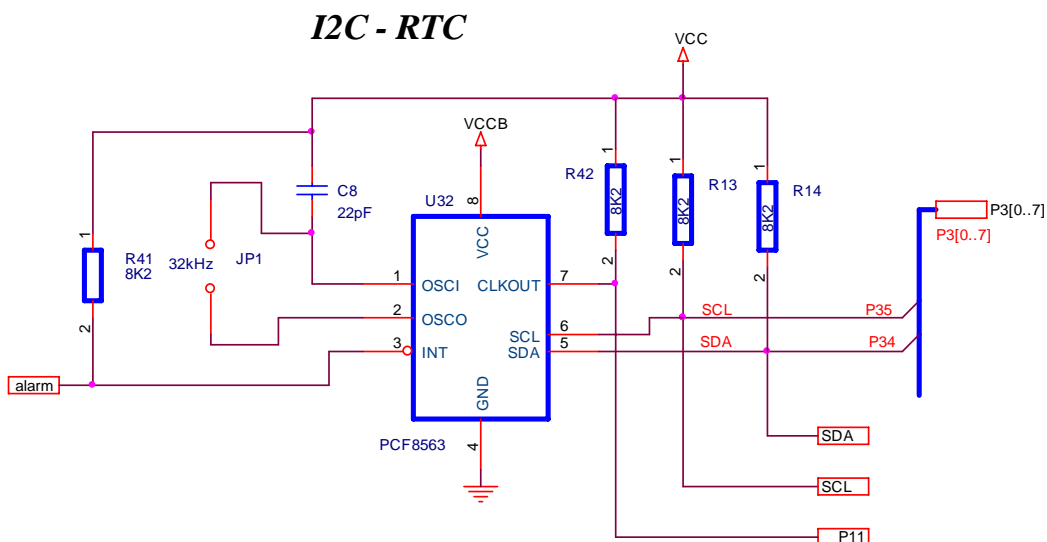 I2C - RTC
VCC
VCCB
1
C8
22pF
U32
8
VCC
R42
1
8K2
2
1
R13
8K2
2
1
R14
8K2
2
P3[0..7]
P3[0..7]
1
R41
8K2
2
32kHz
JP1
1
OSCI
CLKOUT
7
2
OSCO
SCL
6
SCL
P35
3
INT
SDA
5
SDA
P34
GND
alarm
PCF8563
4
SDA
SCL
P11